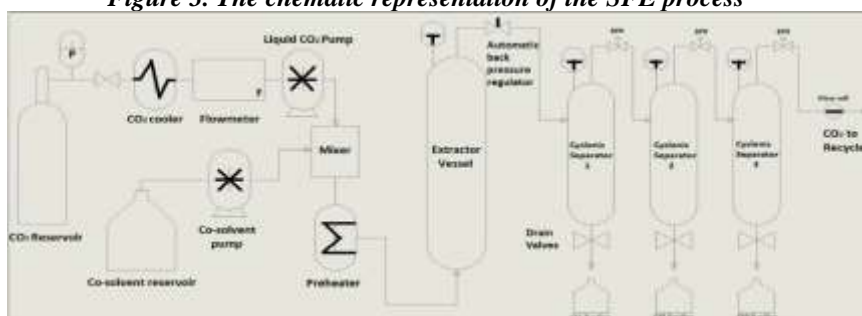 Figure 3. The chematic representation of the SFE process
P
Liquid CO₂ Pump
CO₂ cooler
Flowmeter
F
Mixer
CO₂ Reservoir
Co-solvent pump
Co-solvent reservoir
Preheater
T
Extractor
Vessel
Automatic
back
pressure
regulator
T
Cyclonic
Separator
1
T
Cyclonic
Separator
2
T
Cyclonic
Separator
CO₂ to
Recycle
Drain
Valves